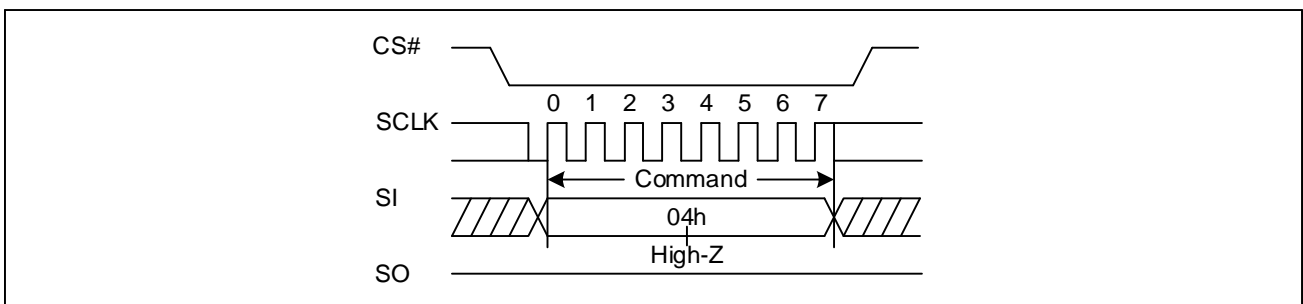 CS#
0 1 2 3 4 5 6 7
SCLK
Command
SI
04h
High-Z
SO